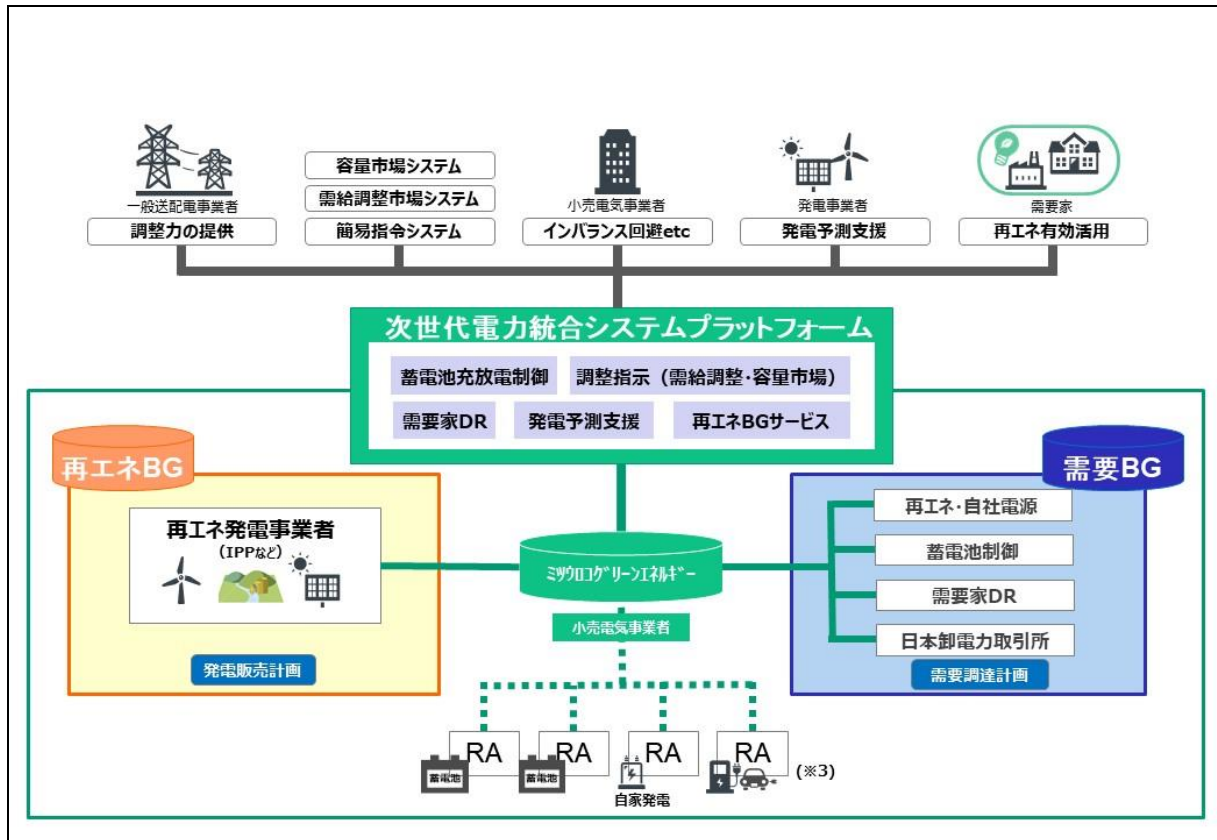 容量市場システム
需給調整市場システム
簡易指令システム
一般送配電事業者
調整力の提供
小売電気事業者
インバランス回避etc
発電事業者
発電予測支援
需要家
再エネ有効活用
次世代電力統合システムプラットフォーム
蓄電池充放電制御
調整指示（需給調整・容量市場）
需要家DR
発電予測支援
再エネBGサービス
再エネBG
再エネ発電事業者
（IPPなど）
発電販売計画
ﾐﾂｳﾛｺｸﾞﾘｰﾝｴﾈﾙｷﾞｰ
小売電気事業者
需要BG
再エネ・自社電源
蓄電池制御
需要家DR
日本卸電力取引所
需要調達計画
RA
蓄電池
RA
蓄電池
RA
自家発電
RA
(※3)